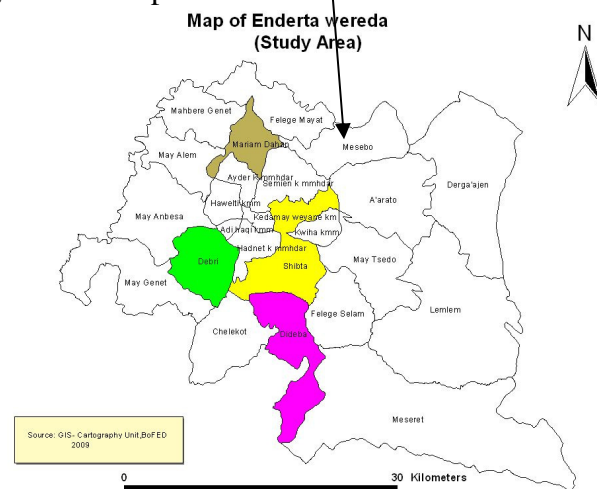 Map of Enderta wereda
(Study Area)
N
Mahbere Genet
Felege Mayat
Mariam Dahan
Mesebo
May Alem
Ayder k mmhdar
Semien k mmhdar
Derga'ajen
Hawelti kmm
A'arato
May Anbesa
Kedamay weyane km
Adi haqi kmm
Kwiha kmm
Hadnet k mmhdar
Debri
Shibta
May Tsedo
May Genet
Felege Selam
Lemlem
Chelekot
Dideba
Meseret
Source: GIS- Cartography Unit,BoFED
2009
0 30 Kilometers